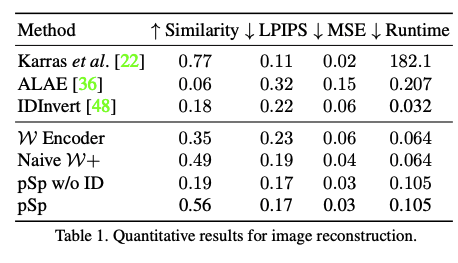 Method ↑ Similarity ↓ LPIPS ↓ MSE ↓ Runtime
Karras et al. [22] 0.77 0.11 0.02 182.1
ALAE [36] 0.06 0.32 0.15 0.207
IDInvert [48] 0.18 0.22 0.06 0.032
𝒲 Encoder 0.35 0.23 0.06 0.064
Naive 𝒲+ 0.49 0.19 0.04 0.064
pSp w/o ID 0.19 0.17 0.03 0.105
pSp 0.56 0.17 0.03 0.105
Table 1. Quantitative results for image reconstruction.